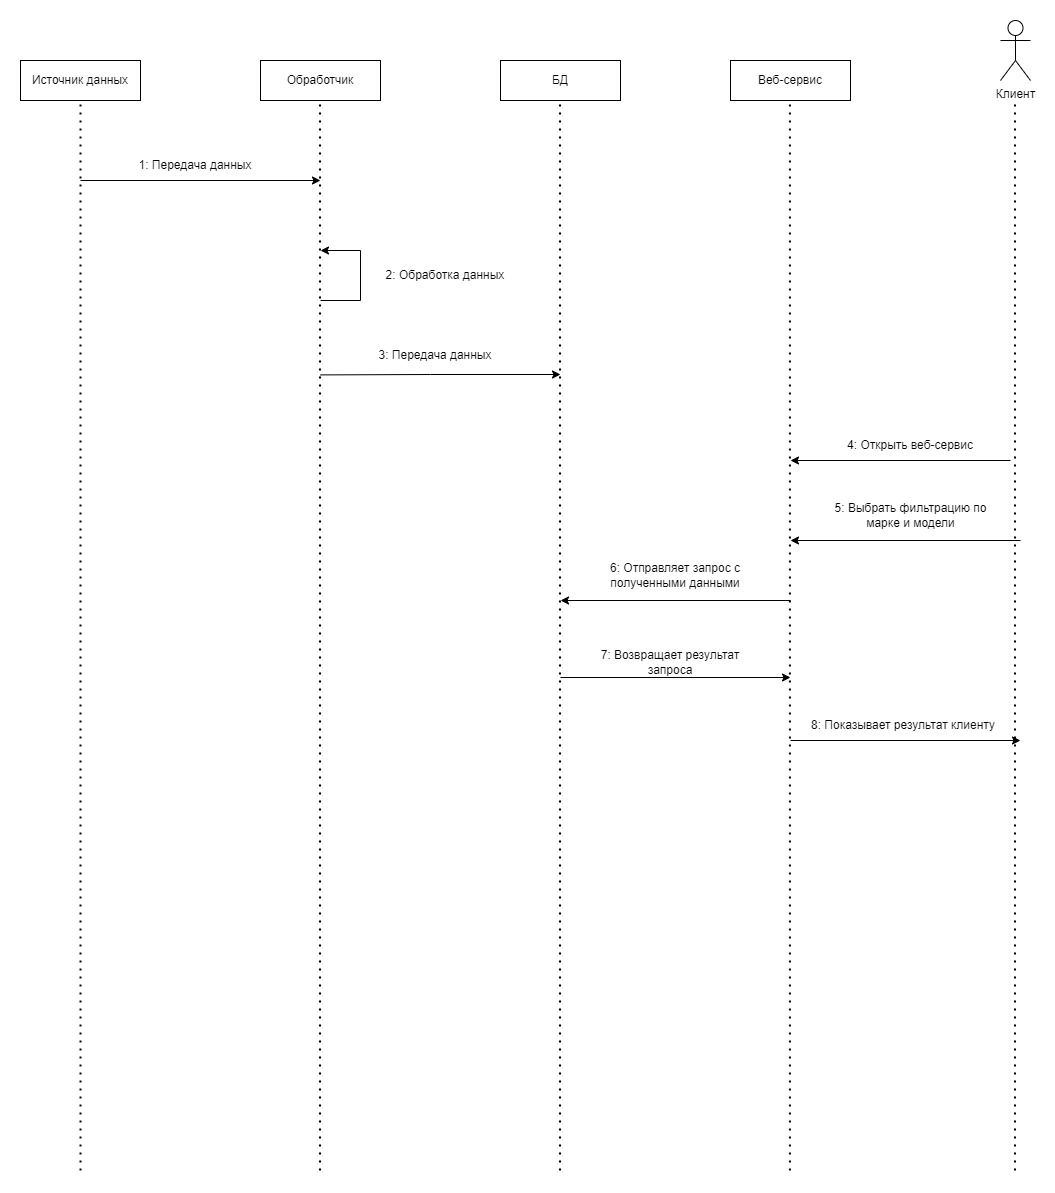 Источник данных
Обработчик
БД
Веб-сервис
Клиент
1: Передача данных
2: Обработка данных
3: Передача данных
4: Открыть веб-сервис
5: Выбрать фильтрацию по
марке и модели
6: Отправляет запрос с
полученными данными
7: Возвращает результат
запроса
8: Показывает результат клиенту